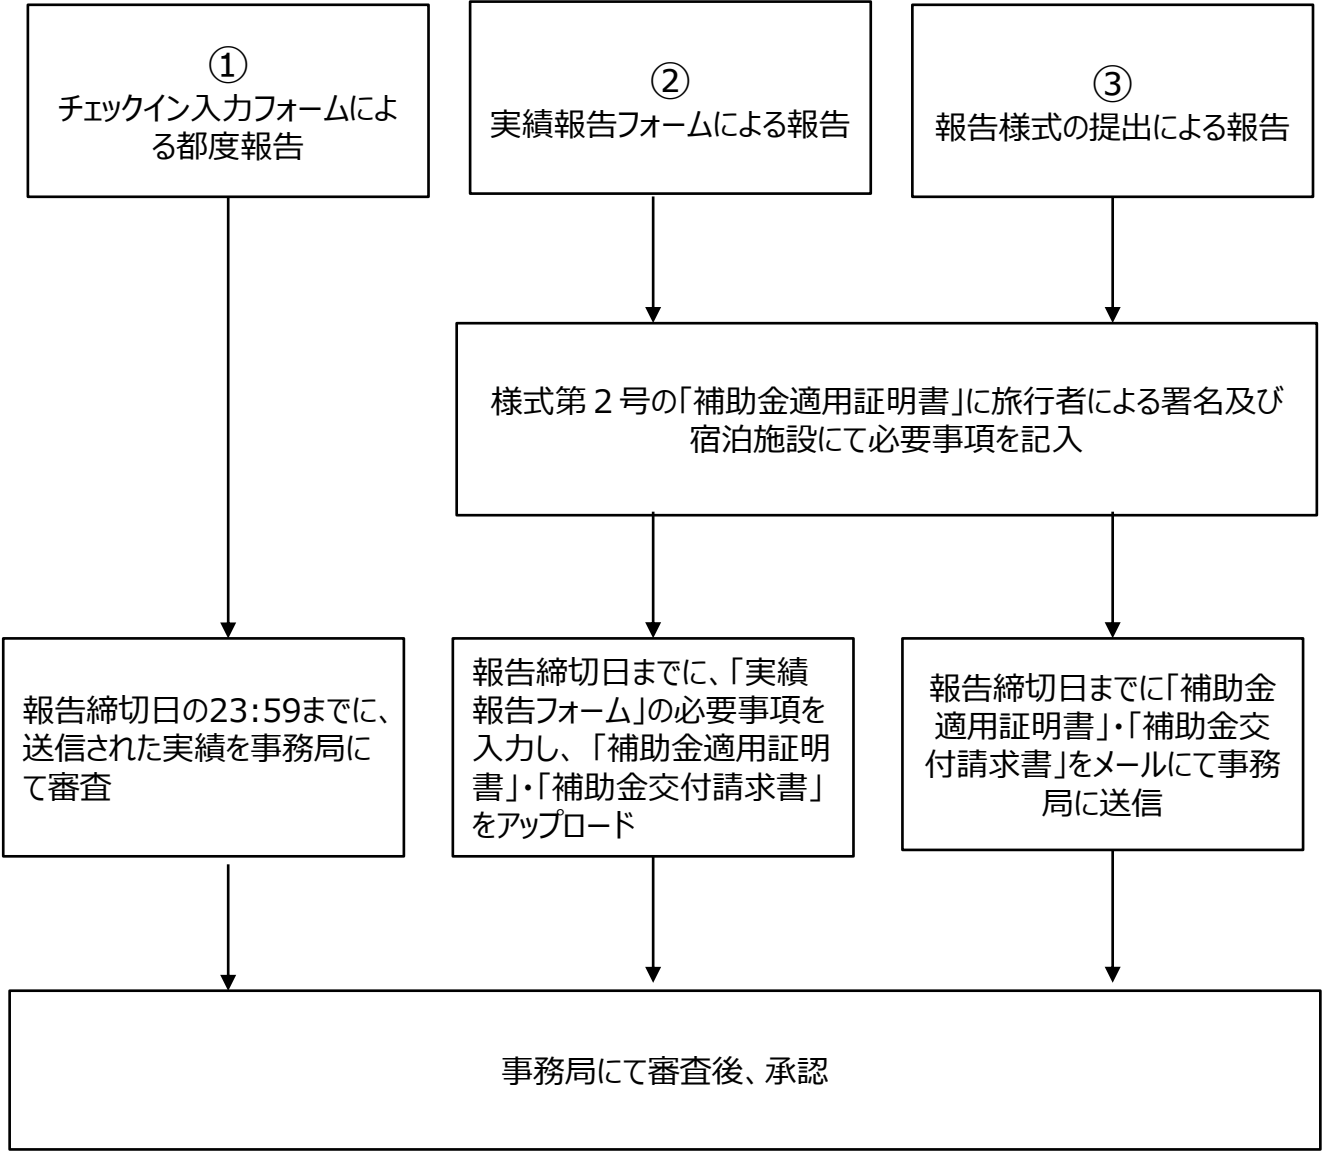 ①
チェックイン入力フォームによ
る都度報告
②
実績報告フォームによる報告
③
報告様式の提出による報告
様式第２号の「補助金適用証明書」に旅行者による署名及び
宿泊施設にて必要事項を記入
報告締切日の23:59までに、
送信された実績を事務局に
て審査
報告締切日までに、「実績
報告フォーム」の必要事項を
入力し、「補助金適用証明
書」・「補助金交付請求書」
をアップロード
報告締切日までに「補助金
適用証明書」・「補助金交
付請求書」をメールにて事務
局に送信
事務局にて審査後、承認